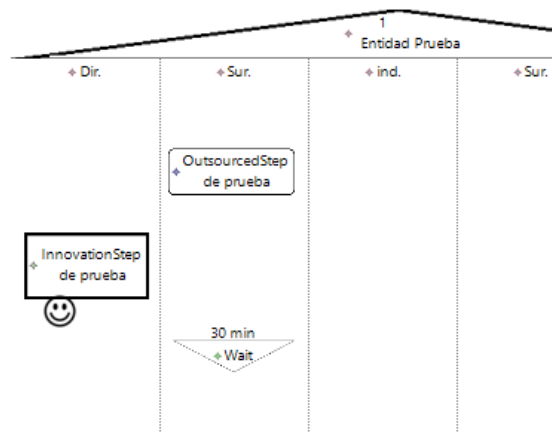 1
Entidad Prueba
Dir.
Sur.
ind.
Sur.
OutsourcedStep
de prueba
InnovationStep
de prueba
30 min
Wait